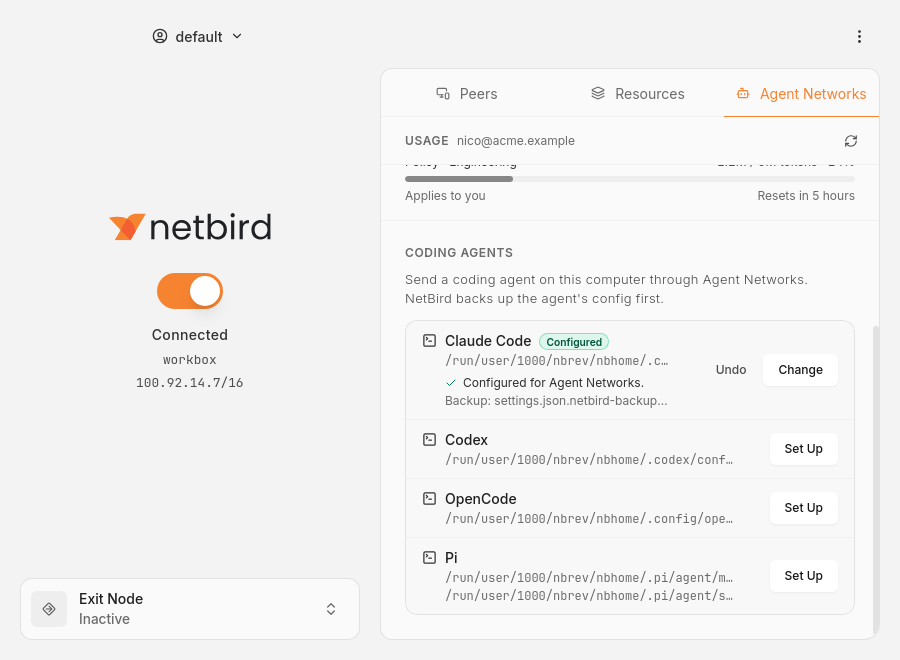 default
Peers
Resources
Agent Networks
USAGE nico@acme.example
Applies to you
Resets in 5 hours
netbird
Connected
workbox
100.92.14.7/16
CODING AGENTS
Send a coding agent on this computer through Agent Networks.
NetBird backs up the agent's config first.
Claude Code Configured
/run/user/1000/nbrev/nbhome/.c…
Configured for Agent Networks.
Backup: settings.json.netbird-backup…
Undo
Change
Codex
/run/user/1000/nbrev/nbhome/.codex/conf…
Set Up
OpenCode
/run/user/1000/nbrev/nbhome/.config/ope…
Set Up
Pi
/run/user/1000/nbrev/nbhome/.pi/agent/m…
/run/user/1000/nbrev/nbhome/.pi/agent/s…
Set Up
Exit Node
Inactive